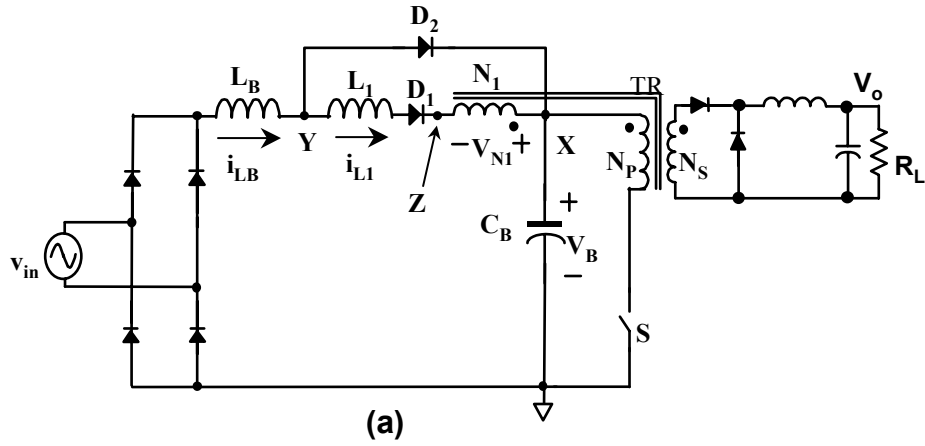 D2
LB
L1
N1
D1
TR
Vo
iLB
Y
iL1
− VN1 +
X
NP
NS
RL
Z
+
CB
VB
−
vin
S
(a)